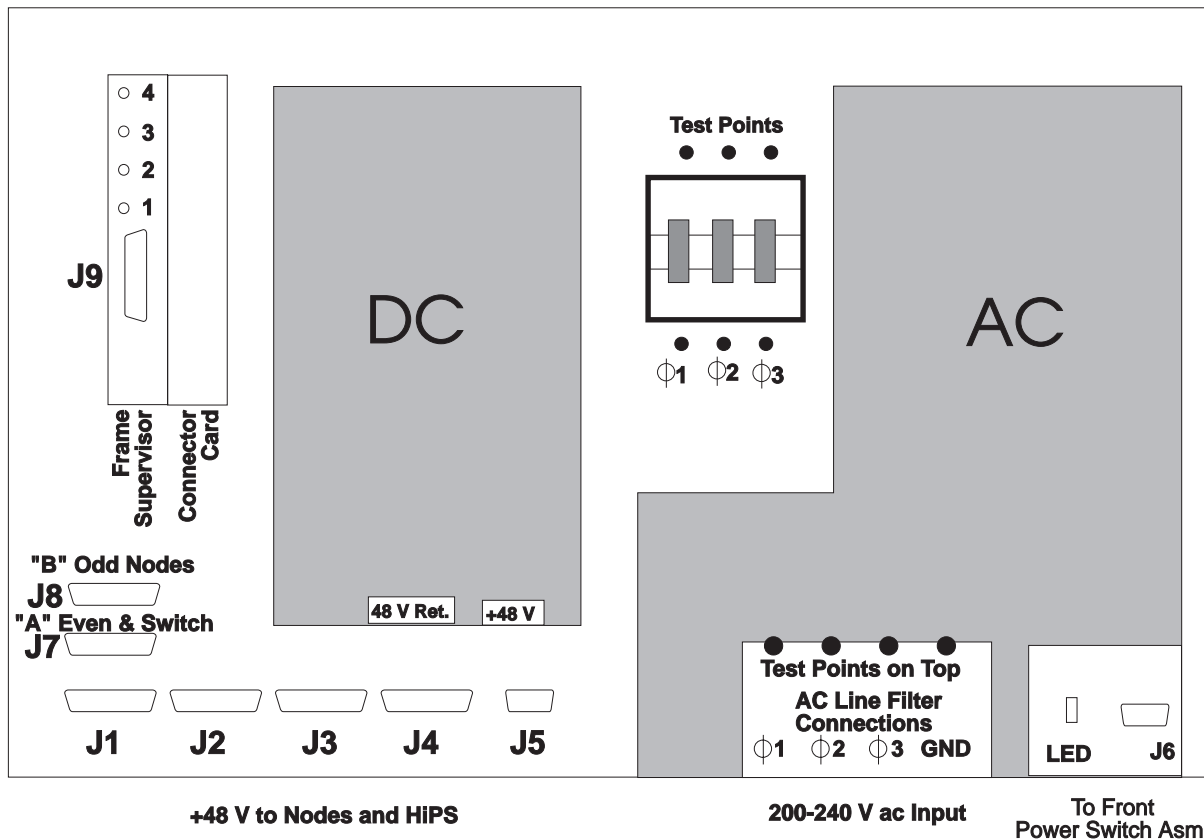 4
3
2
1
J9
Frame
Supervisor
Connector
Card
DC
Test Points
ϕ1 ϕ2 ϕ3
AC
"B" Odd Nodes
J8
"A" Even & Switch
J7
48 V Ret.
+48 V
J1 J2 J3 J4 J5
Test Points on Top
AC Line Filter
Connections
ϕ1 ϕ2 ϕ3 GND
LED
J6
+48 V to Nodes and HiPS
200-240 V ac Input
To Front
Power Switch Asm